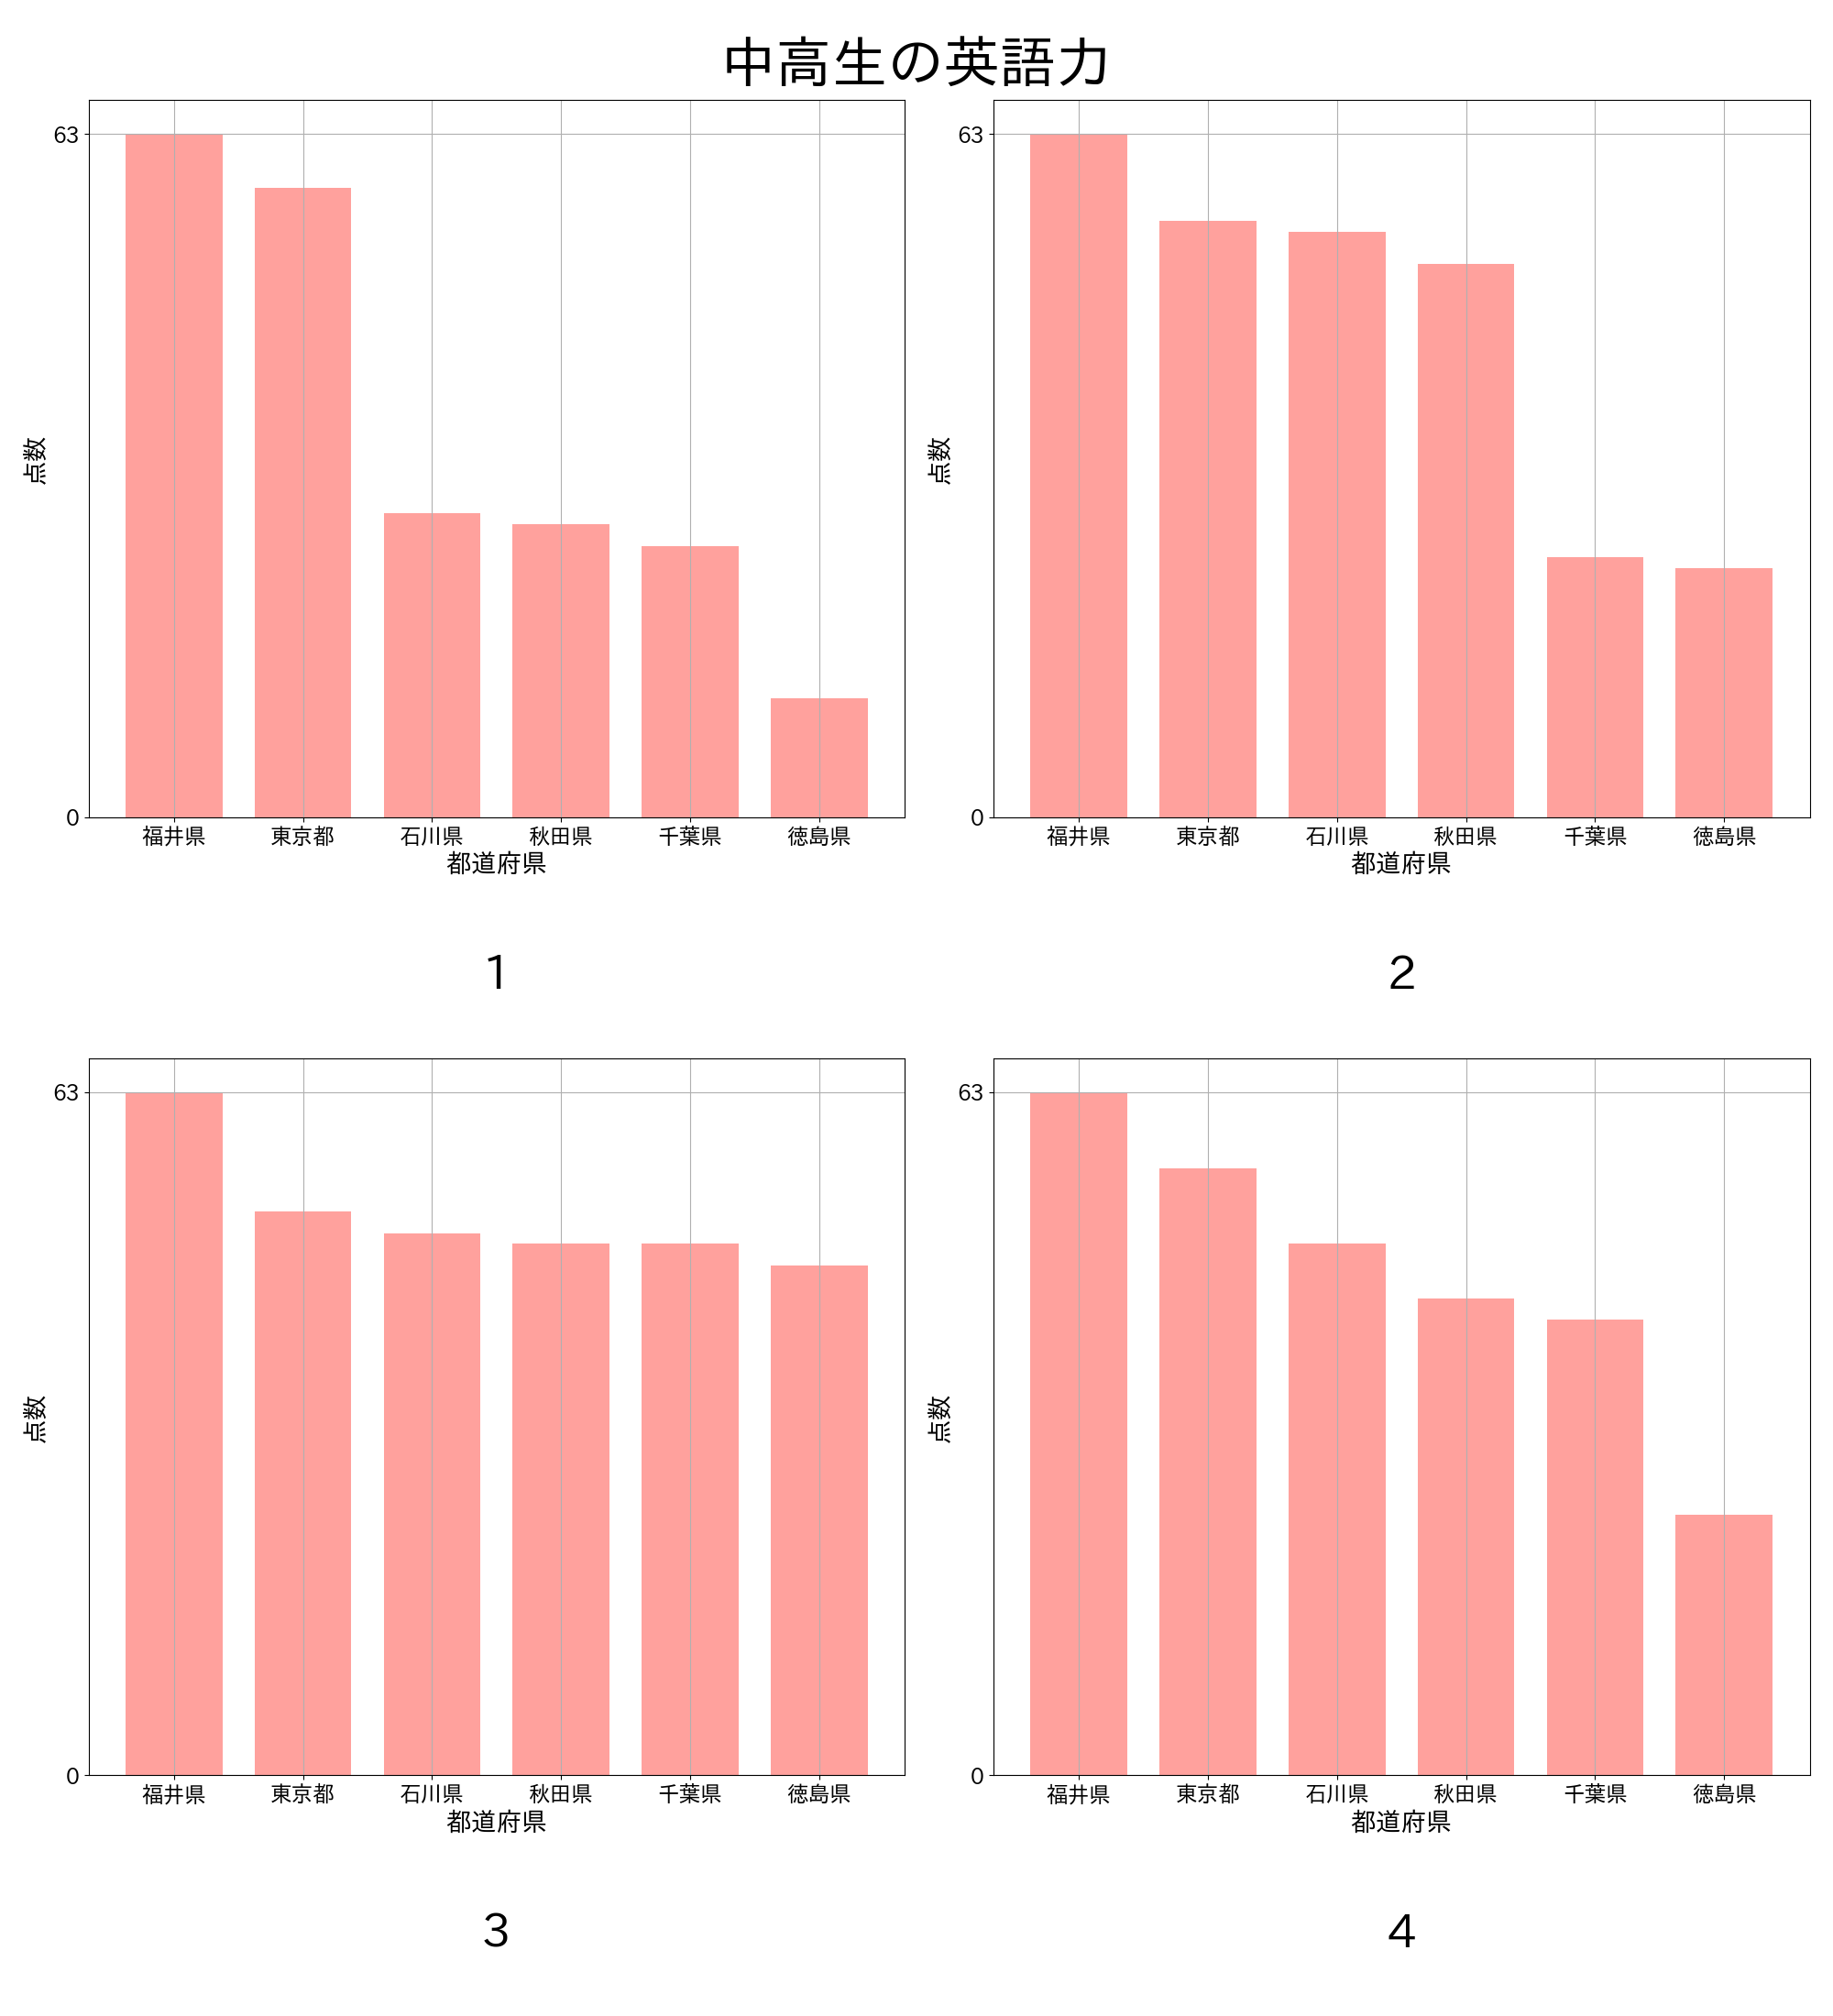 中高生の英語力
63
0
点数
福井県 東京都 石川県 秋田県 千葉県 徳島県
都道府県
1
63
0
点数
福井県 東京都 石川県 秋田県 千葉県 徳島県
都道府県
2
63
0
点数
福井県 東京都 石川県 秋田県 千葉県 徳島県
都道府県
3
63
0
点数
福井県 東京都 石川県 秋田県 千葉県 徳島県
都道府県
4